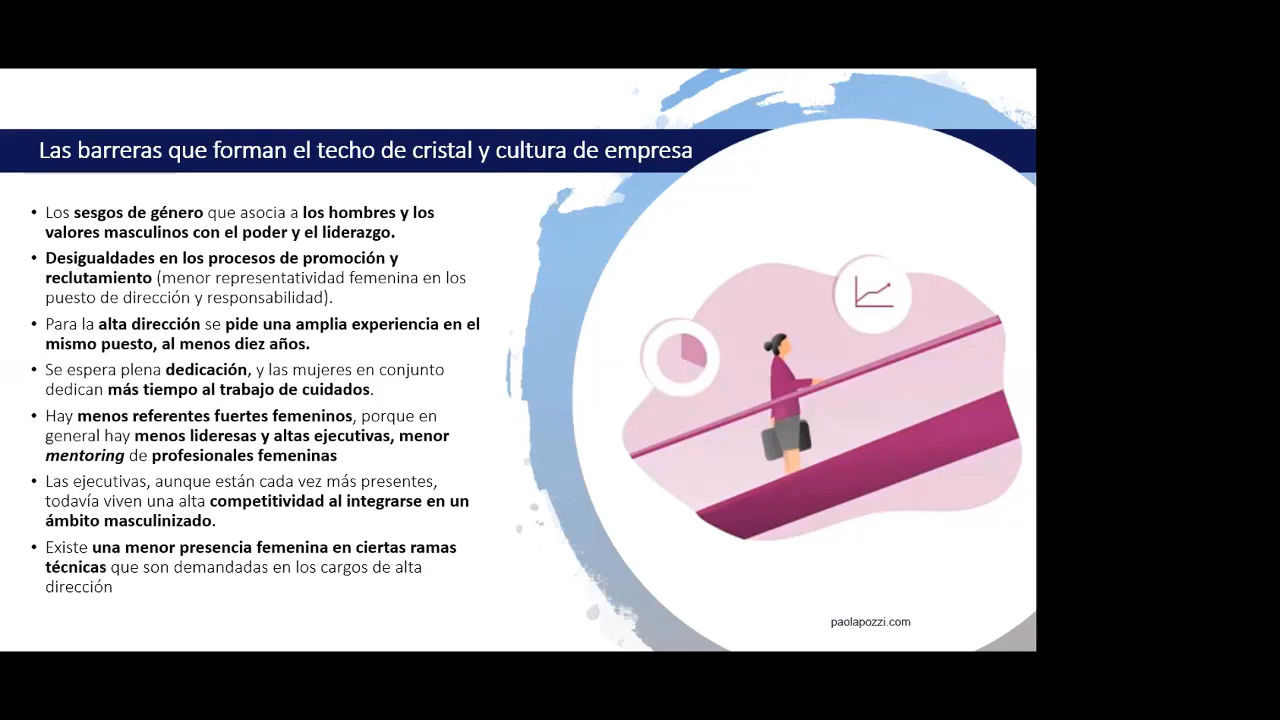 Las barreras que forman el techo de cristal y cultura de empresa
• Los sesgos de género que asocia a los hombres y los
valores masculinos con el poder y el liderazgo.
• Desigualdades en los procesos de promoción y
reclutamiento (menor representatividad femenina en los
puesto de dirección y responsabilidad).
• Para la alta dirección se pide una amplia experiencia en el
mismo puesto, al menos diez años.
• Se espera plena dedicación, y las mujeres en conjunto
dedican más tiempo al trabajo de cuidados.
• Hay menos referentes fuertes femeninos, porque en
general hay menos lideresas y altas ejecutivas, menor
mentoring de profesionales femeninas
• Las ejecutivas, aunque están cada vez más presentes,
todavía viven una alta competitividad al integrarse en un
ámbito masculinizado.
• Existe una menor presencia femenina en ciertas ramas
técnicas que son demandadas en los cargos de alta
dirección
paolapozzi.com